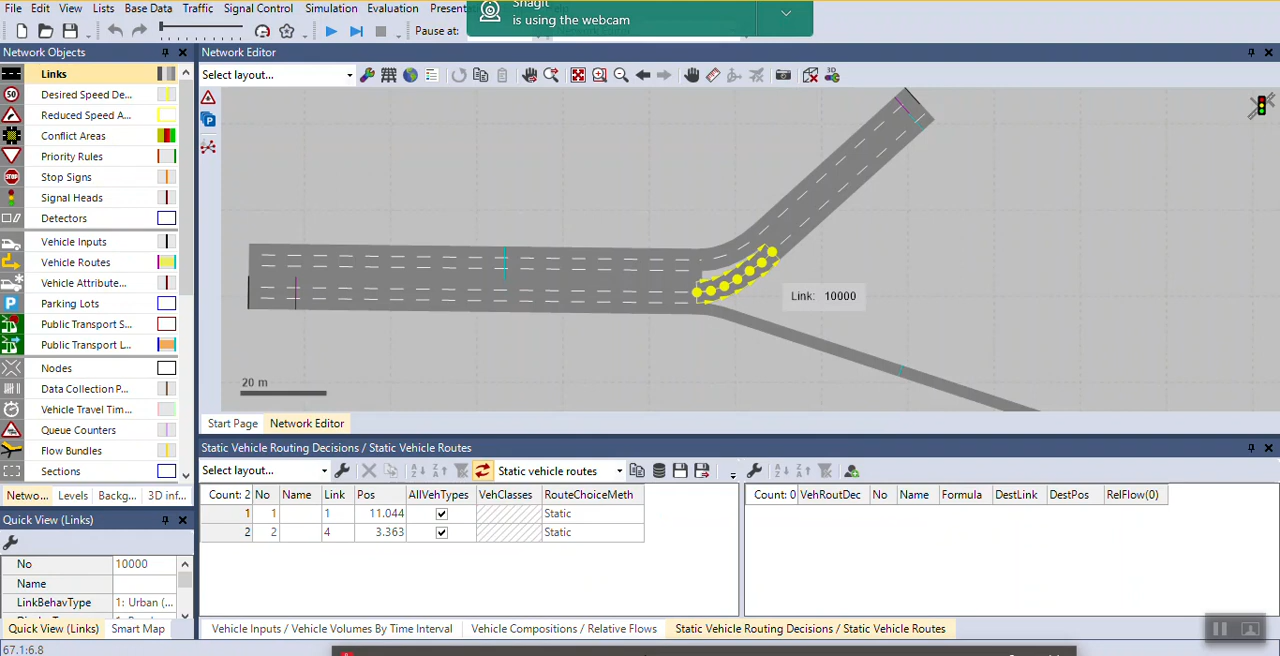 File Edit View Lists Base Data Traffic Signal Control Simulation Evaluation
Snagit
is using the webcam
Pause at:
Network Objects
Network Editor
Links
50 Desired Speed De...
Reduced Speed A...
Conflict Areas
Priority Rules
STOP Stop Signs
Signal Heads
Detectors
Vehicle Inputs
Vehicle Routes
Vehicle Attribute...
P Parking Lots
Public Transport S...
Public Transport L...
Nodes
Data Collection P...
Vehicle Travel Tim...
Queue Counters
Flow Bundles
Sections
Netwo... Levels Backg... 3D inf...
Select layout...
3D
Link: 10000
20 m
Start Page Network Editor
Static Vehicle Routing Decisions / Static Vehicle Routes
Select layout... Static vehicle routes
Count: 2 No Name Link Pos AllVehTypes VehClasses RouteChoiceMeth
1 1 1 11.044 Static
2 2 4 3.363 Static
Count: 0 VehRoutDec No Name Formula DestLink DestPos RelFlow(0)
Quick View (Links)
No 10000
Name
LinkBehavType 1: Urban (...
Quick View (Links) Smart Map
Vehicle Inputs / Vehicle Volumes By Time Interval Vehicle Compositions / Relative Flows Static Vehicle Routing Decisions / Static Vehicle Routes
67.1:6.8